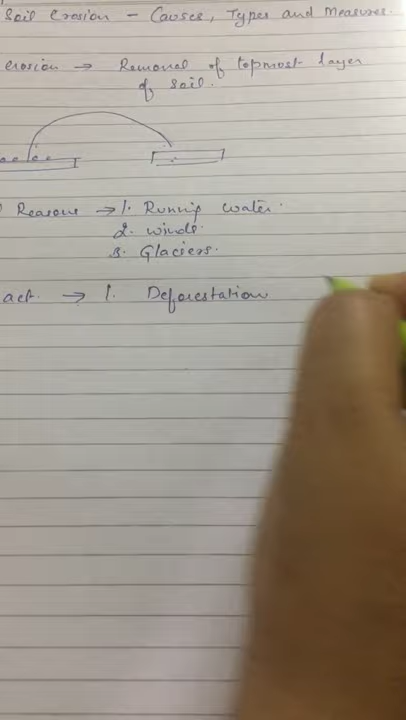 Soil erosion - Causes, Types and Measures.
erosion → Removal of topmost layer
of soil.
Reasons → 1. Running water.
2. winds.
3. Glaciers.
act. → 1. Deforestation